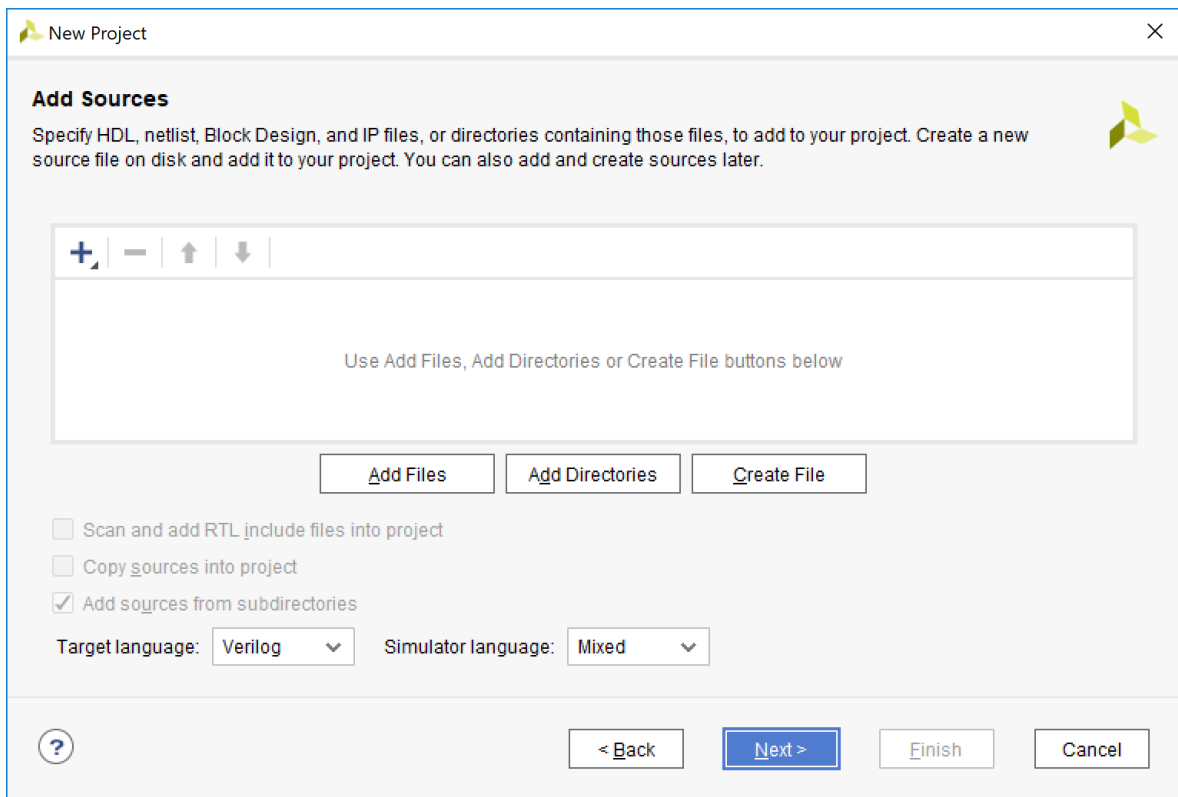 New Project
Add Sources
Specify HDL, netlist, Block Design, and IP files, or directories containing those files, to add to your project. Create a new
source file on disk and add it to your project. You can also add and create sources later.
Use Add Files, Add Directories or Create File buttons below
Add Files Add Directories Create File
Scan and add RTL include files into project
Copy sources into project
Add sources from subdirectories
Target language: Verilog Simulator language: Mixed
? < Back Next > Finish Cancel